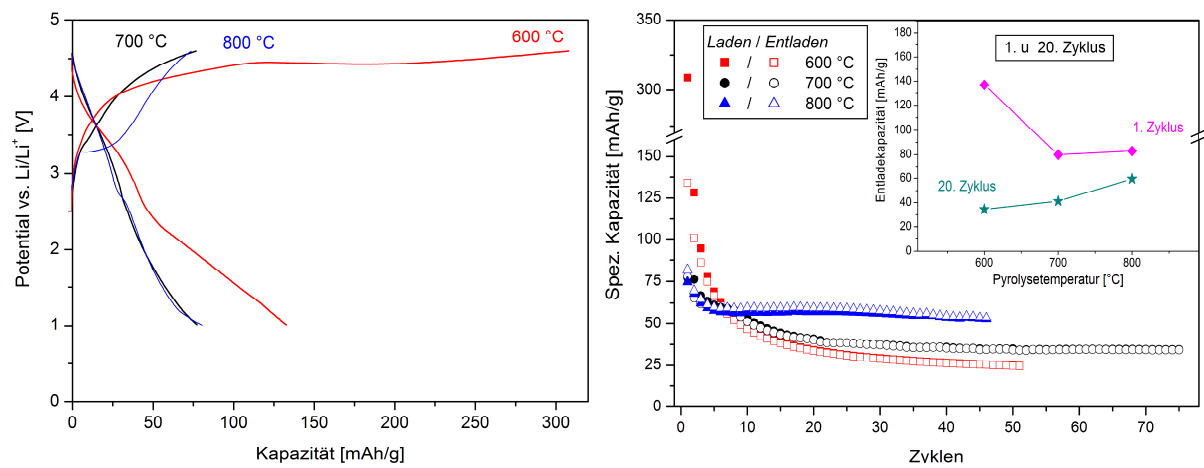 Potential vs. Li/Li+ [V]
5
4
3
2
1
0
700 °C
800 °C
600 °C
0 50 100 150 200 250 300
Kapazität [mAh/g]
Spez. Kapazität [mAh/g]
350
300
150
125
100
75
50
25
0
Laden / Entladen
/ 600 °C
/ 700 °C
/ 800 °C
0 10 20 30 40 50 60 70
Zyklen
1. u 20. Zyklus
Entladekapazität [mAh/g]
180
160
140
120
100
80
60
40
20
0
1. Zyklus
20. Zyklus
600 700 800
Pyrolysetemperatur [°C]